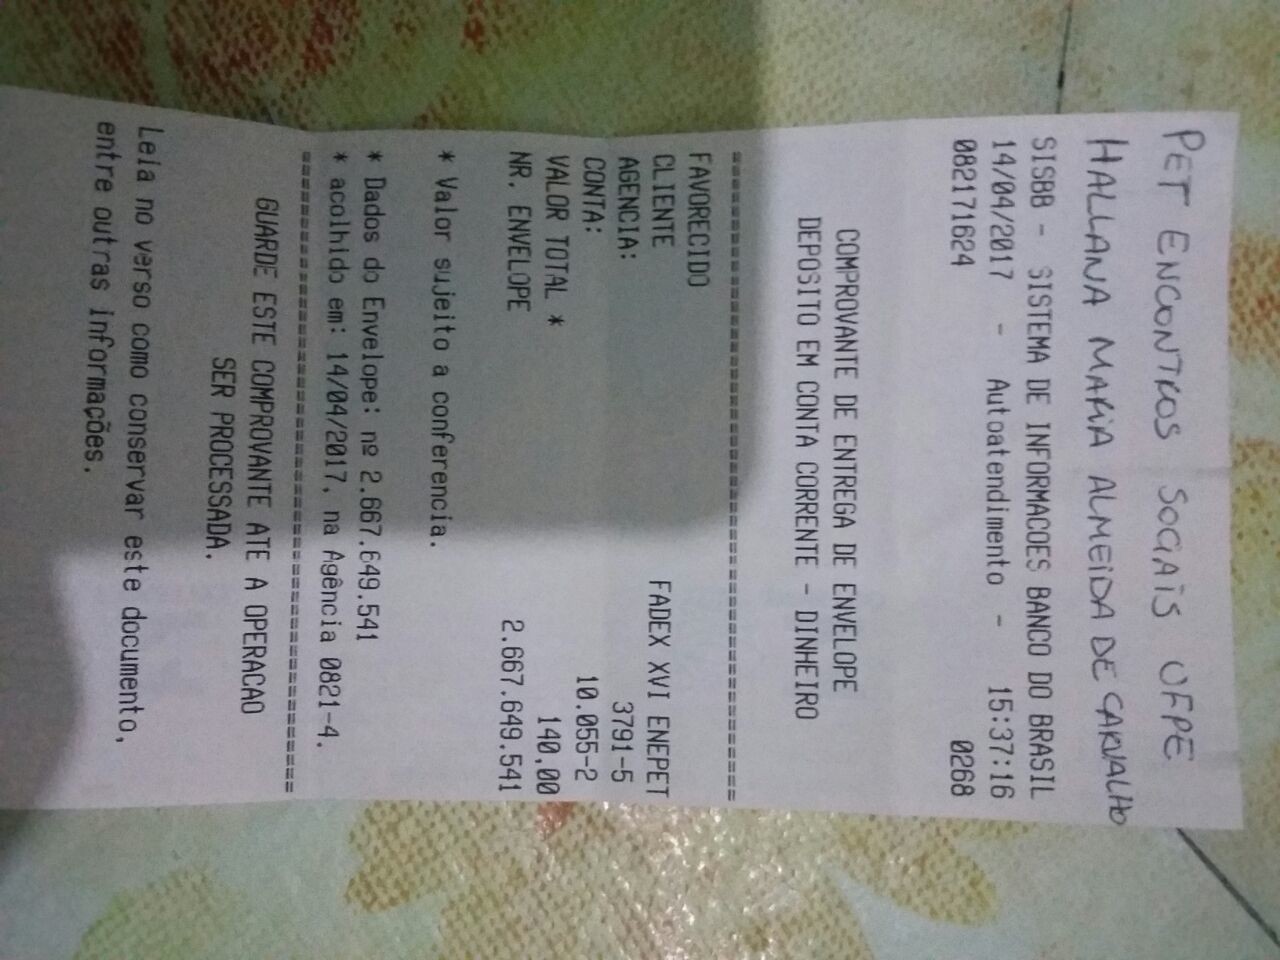 PET ENCONTROS SOCIAIS UFPE
HALLANA MARIA ALMEIDA DE CARVALHO
SISBB - SISTEMA DE INFORMACOES BANCO DO BRASIL
14/04/2017 - Autoatendimento - 15:37:16
082171624 0268
COMPROVANTE DE ENTREGA DE ENVELOPE
DEPOSITO EM CONTA CORRENTE - DINHEIRO
================================================
FAVORECIDO
CLIENTE FADEX XVI ENEPET
AGENCIA: 3791-5
CONTA: 10.055-2
VALOR TOTAL * 140,00
NR. ENVELOPE 2.667.649.541
* Valor sujeito a conferencia.
* Dados do Envelope: nº 2.667.649.541
* acolhido em: 14/04/2017, na Agência 0821-4.
================================================
GUARDE ESTE COMPROVANTE ATE A OPERACAO
SER PROCESSADA.
Leia no verso como conservar este documento,
entre outras informações.